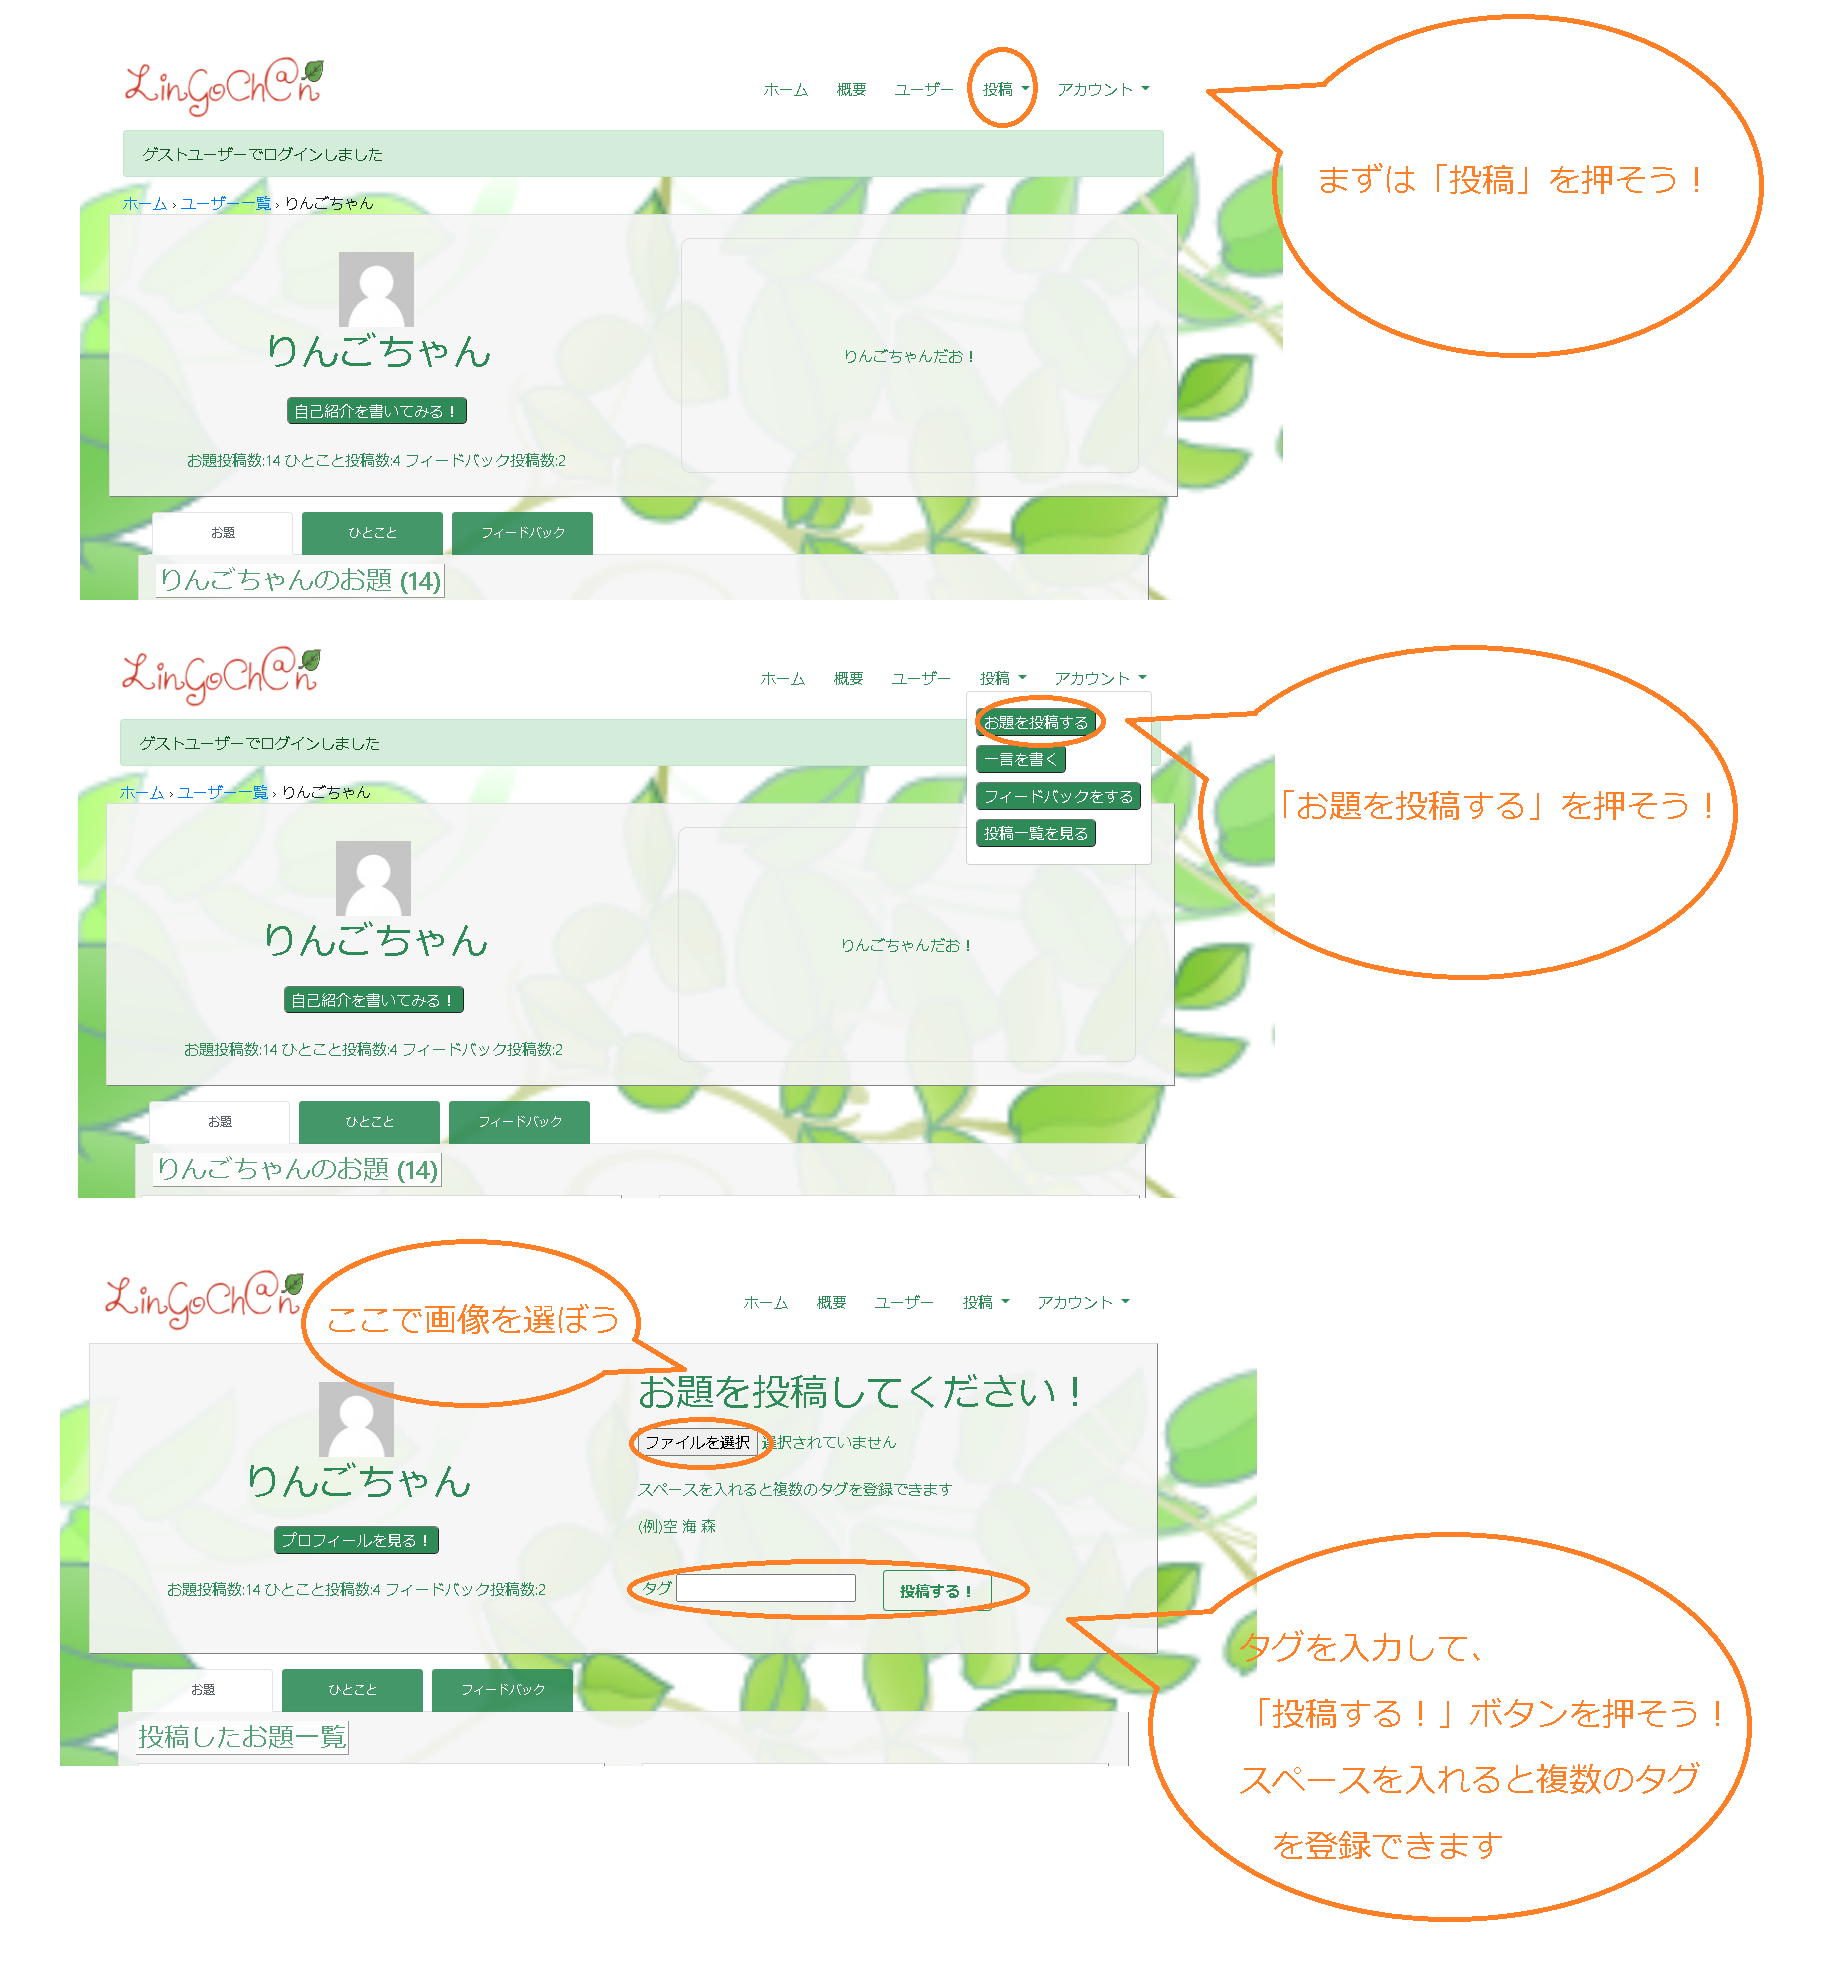 LinGoCh@n
ホーム 概要 ユーザー 投稿 アカウント
まずは「投稿」を押そう！
ゲストユーザーでログインしました
ホーム › ユーザー一覧 › りんごちゃん
りんごちゃん
りんごちゃんだお！
自己紹介を書いてみる！
お題投稿数:14 ひとこと投稿数:4 フィードバック投稿数:2
お題 ひとこと フィードバック
りんごちゃんのお題 (14)
LinGoCh@n
ホーム 概要 ユーザー 投稿 アカウント
お題を投稿する
一言を書く
フィードバックをする
投稿一覧を見る
「お題を投稿する」を押そう！
ゲストユーザーでログインしました
ホーム › ユーザー一覧 › りんごちゃん
りんごちゃん
りんごちゃんだお！
自己紹介を書いてみる！
お題投稿数:14 ひとこと投稿数:4 フィードバック投稿数:2
お題 ひとこと フィードバック
りんごちゃんのお題 (14)
LinGoCh@n
ここで画像を選ぼう
ホーム 概要 ユーザー 投稿 アカウント
りんごちゃん
プロフィールを見る！
お題投稿数:14 ひとこと投稿数:4 フィードバック投稿数:2
お題を投稿してください！
ファイルを選択 選択されていません
スペースを入れると複数のタグを登録できます
(例)空 海 森
タグ 投稿する！
タグを入力して、
「投稿する！」ボタンを押そう！
スペースを入れると複数のタグ
を登録できます
お題 ひとこと フィードバック
投稿したお題一覧